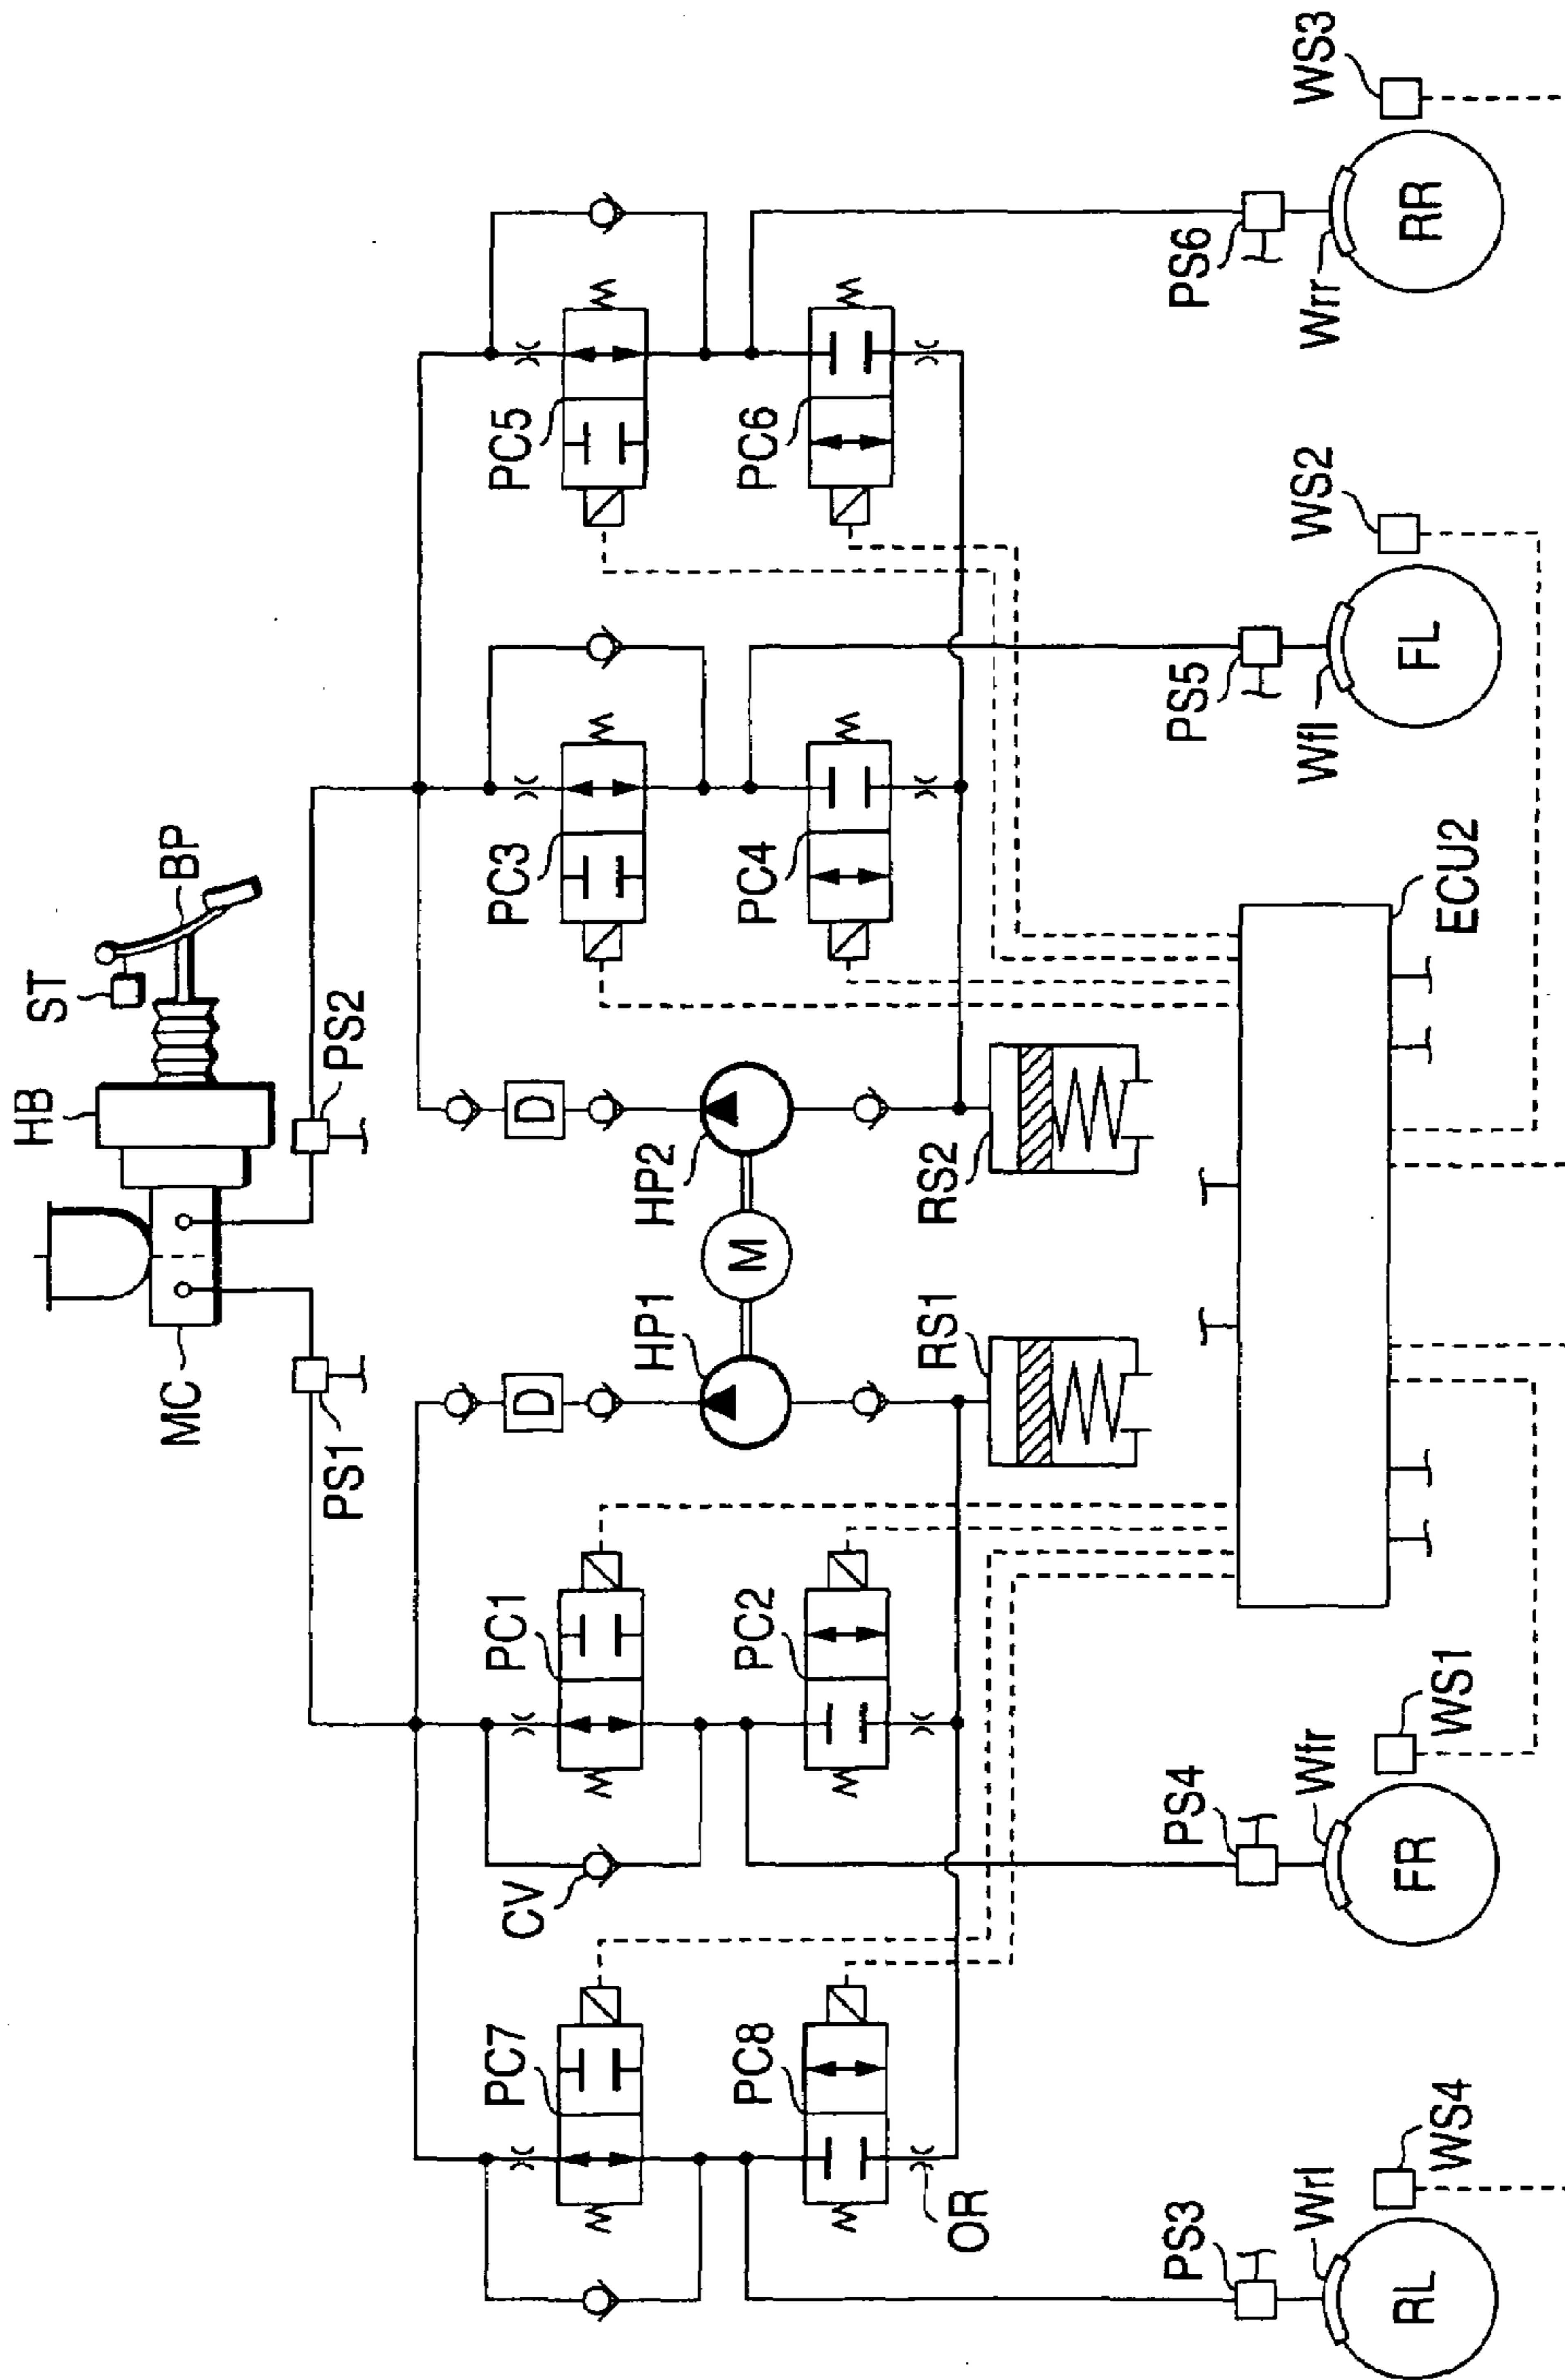 HB
ST
BP
MC
PS1
PS2
PC7
PC1
D
D
PC3
PC5
CV
HP1
M
HP2
PC8
PC2
PC4
PC6
OR
RS1
RS2
PS3
PS4
PS5
PS6
Wrl
Wfr
Wfl
Wrr
WS4
WS1
WS2
WS3
RL
FR
FL
RR
ECU2